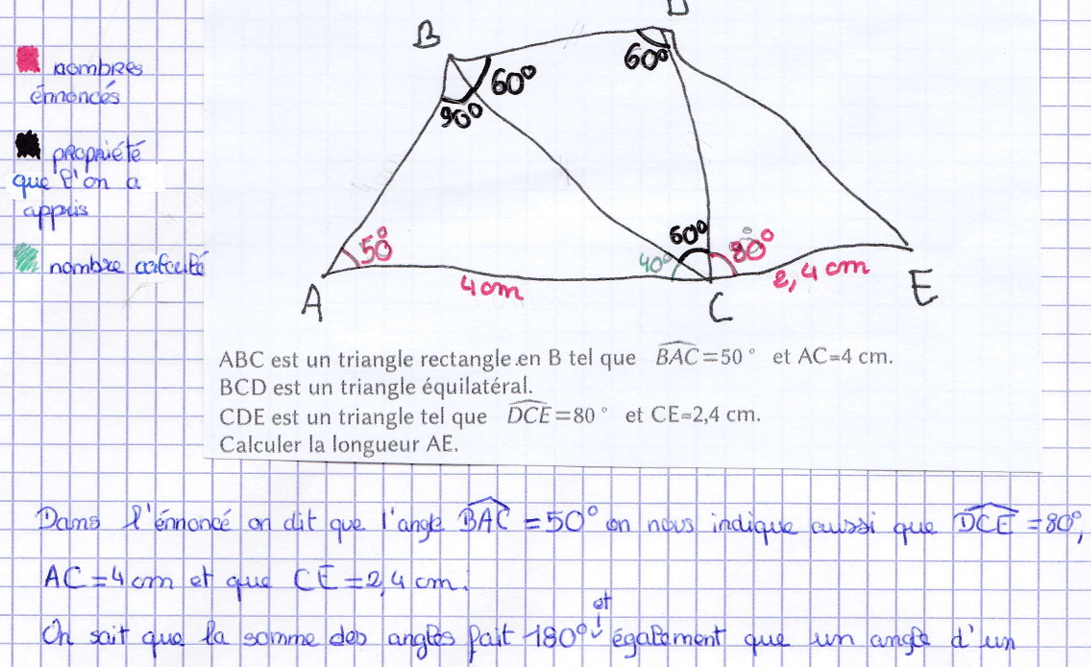 D
B
60°
60°
90°
nombres
énnoncés
propriété
que l'on a
appris
nombre calculé
50°
60°
80°
40°
4 cm
2,4 cm
A
C
E
ABC est un triangle rectangle en B tel que BAC=50° et AC=4 cm.
BCD est un triangle équilatéral.
CDE est un triangle tel que DCE=80° et CE=2,4 cm.
Calculer la longueur AE.
Dans l'énnoncé on dit que l'angle BAC = 50° on nous indique aussi que DCE = 80°,
AC = 4 cm et que CE = 2,4 cm.
et
On sait que la somme des angles fait 180° également que un angle d'un